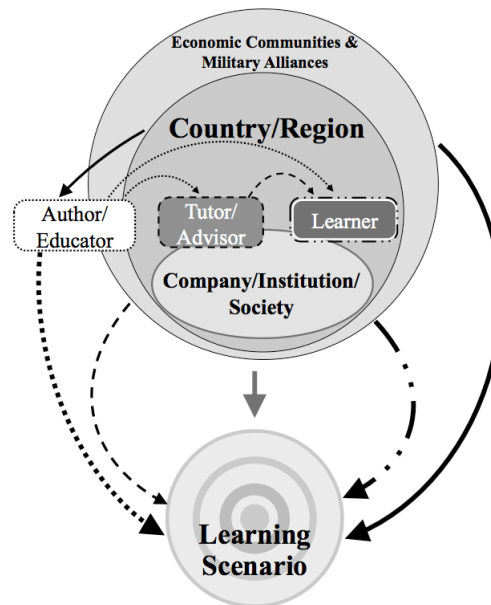 Economic Communities &
Military Alliances
Country/Region
Author/
Educator
Tutor/
Advisor
Learner
Company/Institution/
Society
Learning
Scenario